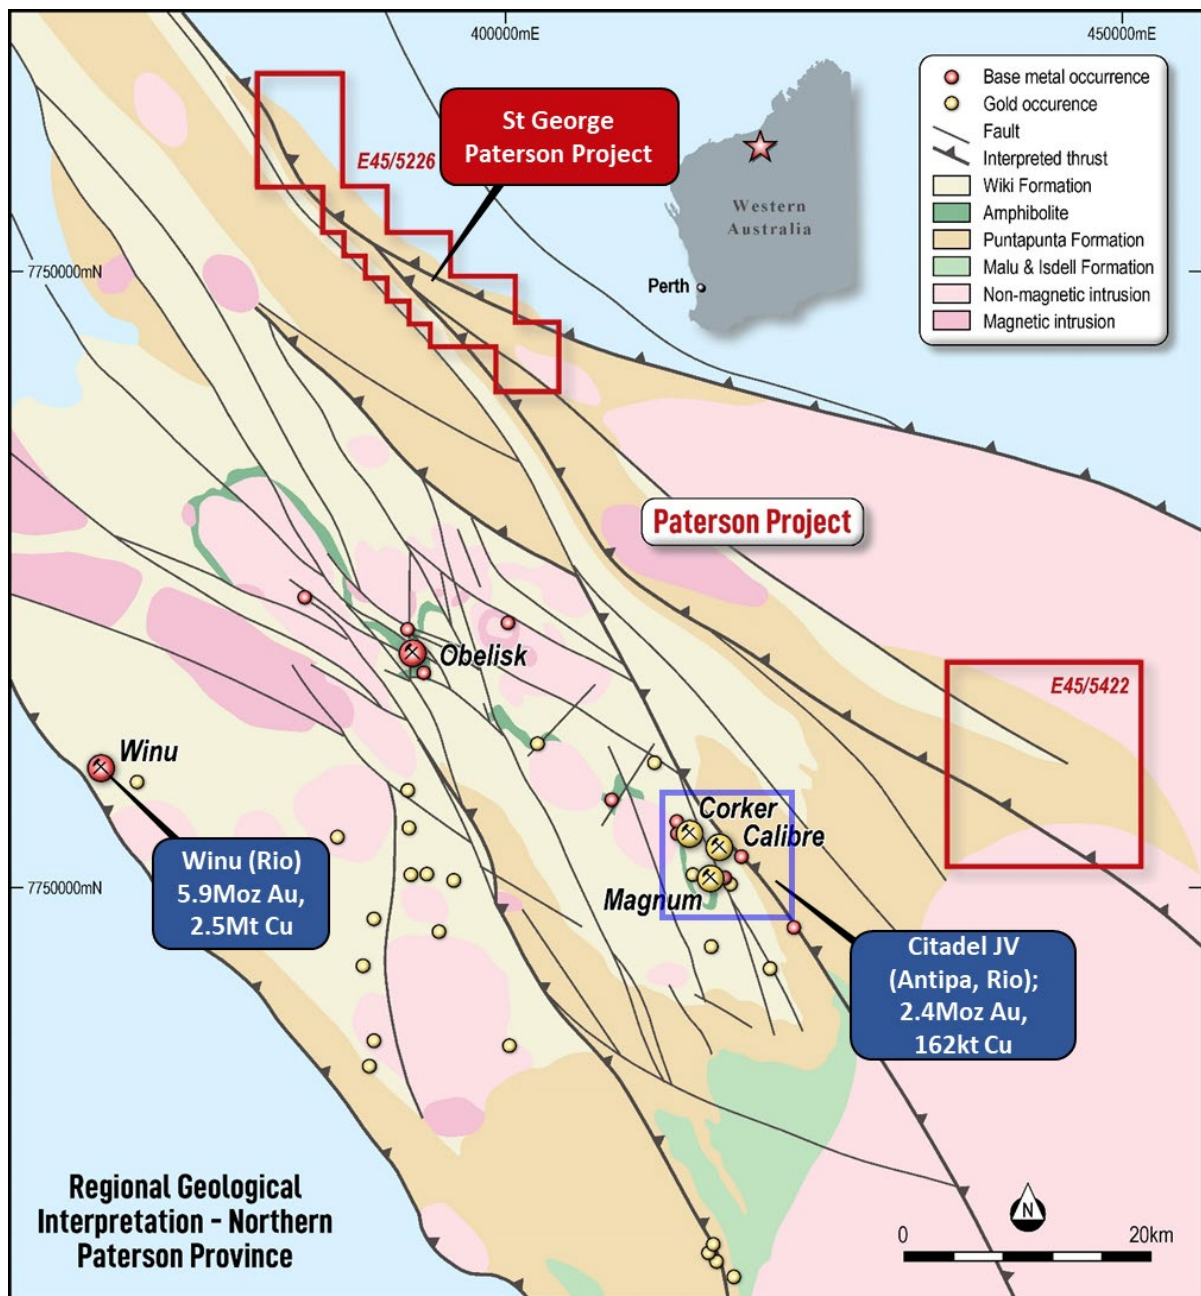 400000mE
450000mE
Base metal occurrence
Gold occurence
Fault
Interpreted thrust
Wiki Formation
Amphibolite
Puntapunta Formation
Malu & Isdell Formation
Non-magnetic intrusion
Magnetic intrusion
St George
Paterson Project
E45/5226
Western
Australia
Perth
7750000mN
Paterson Project
Obelisk
E45/5422
Winu
Corker
Calibre
Magnum
Winu (Rio)
5.9Moz Au,
2.5Mt Cu
7750000mN
Citadel JV
(Antipa, Rio);
2.4Moz Au,
162kt Cu
Regional Geological
Interpretation - Northern
Paterson Province
N
0
20km